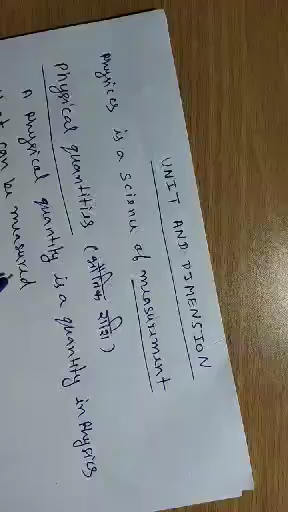 UNIT AND DIMENSION
Physics is a science of measurement
Physical quantities (भौतिक राशि)
A physical quantity is a quantity in physics
that can be measured